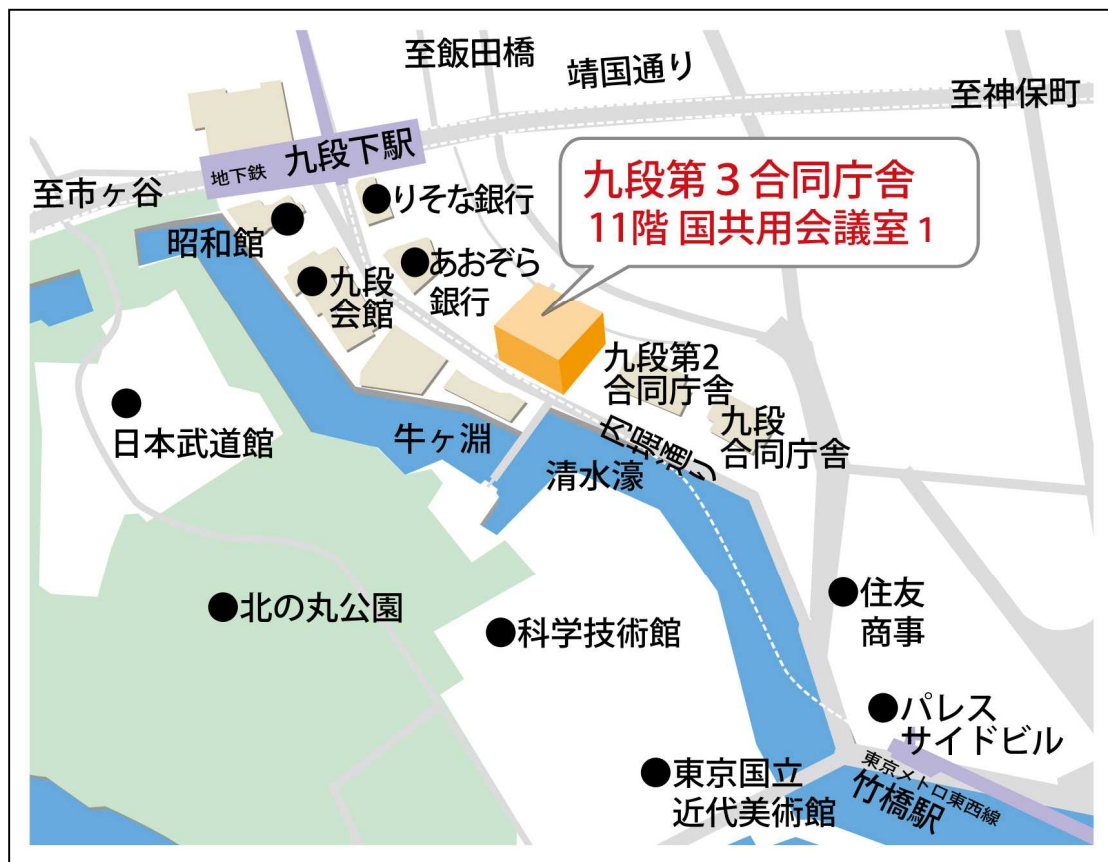 至飯田橋
靖国通り
至神保町
地下鉄 九段下駅
至市ヶ谷
九段第3合同庁舎
11階 国共用会議室1
りそな銀行
昭和館
あおぞら
銀行
九段
会館
九段第2
合同庁舎
九段
合同庁舎
日本武道館
牛ヶ淵
内堀通り
清水濠
北の丸公園
科学技術館
住友
商事
パレス
サイドビル
東京国立
近代美術館
東京メトロ東西線
竹橋駅